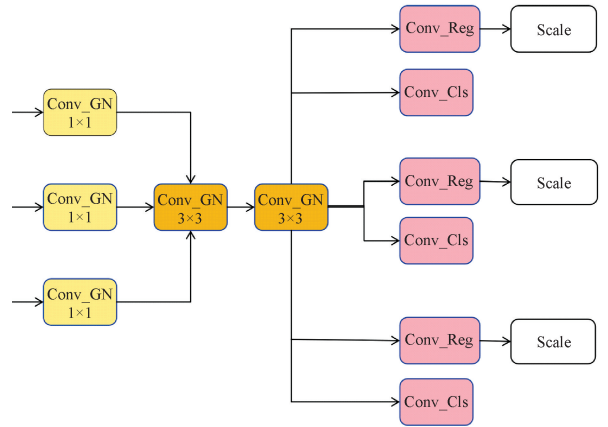 Conv_GN
1×1
Conv_GN
1×1
Conv_GN
1×1
Conv_GN
3×3
Conv_GN
3×3
Conv_Reg
Scale
Conv_Cls
Conv_Reg
Scale
Conv_Cls
Conv_Reg
Scale
Conv_Cls